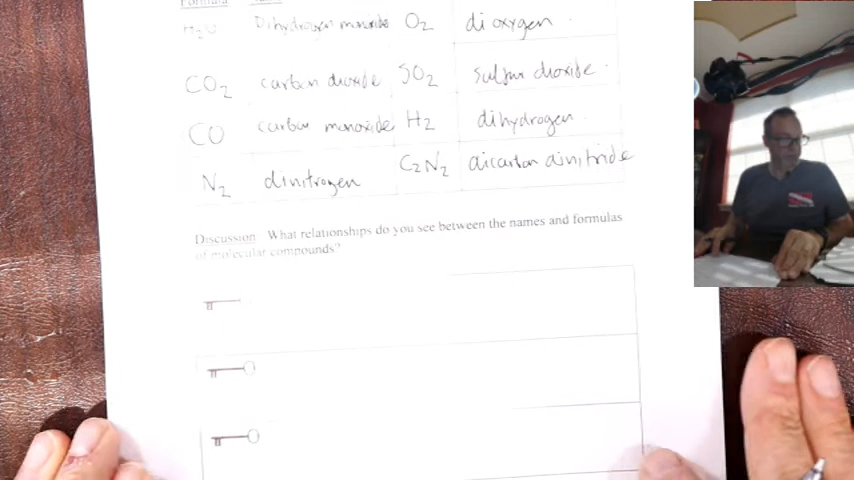 Formula
H2O Dihydrogen monoxide O2 dioxygen
CO2 carbon dioxide SO2 sulfur dioxide
CO carbon monoxide H2 dihydrogen
N2 dinitrogen C2N2 dicarbon dinitride
Discussion: What relationships do you see between the names and formulas
of molecular compounds?